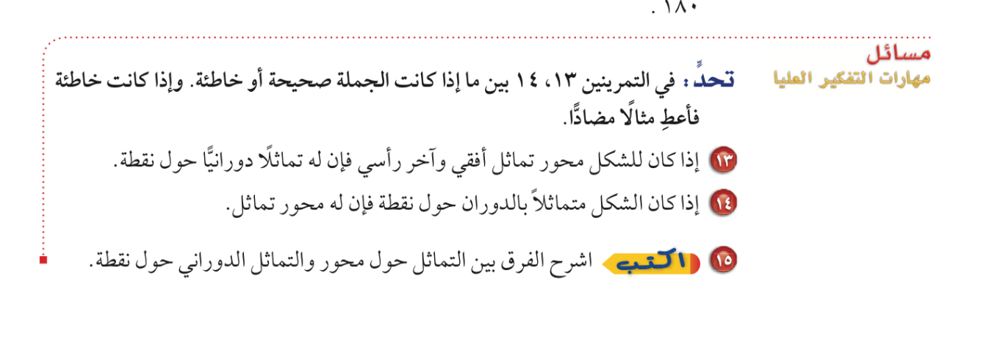 ١٨٠ .
مسائل
مهارات التفكير العليا
تحدٍّ : في التمرينين ١٣، ١٤ بين ما إذا كانت الجملة صحيحة أو خاطئة. وإذا كانت خاطئة
فأعطِ مثالًا مضادًّا.
١٣ إذا كان للشكل محور تماثل أفقي وآخر رأسي فإن له تماثلًا دورانيًّا حول نقطة.
١٤ إذا كان الشكل متماثلاً بالدوران حول نقطة فإن له محور تماثل.
١٥ اكتب اشرح الفرق بين التماثل حول محور والتماثل الدوراني حول نقطة.